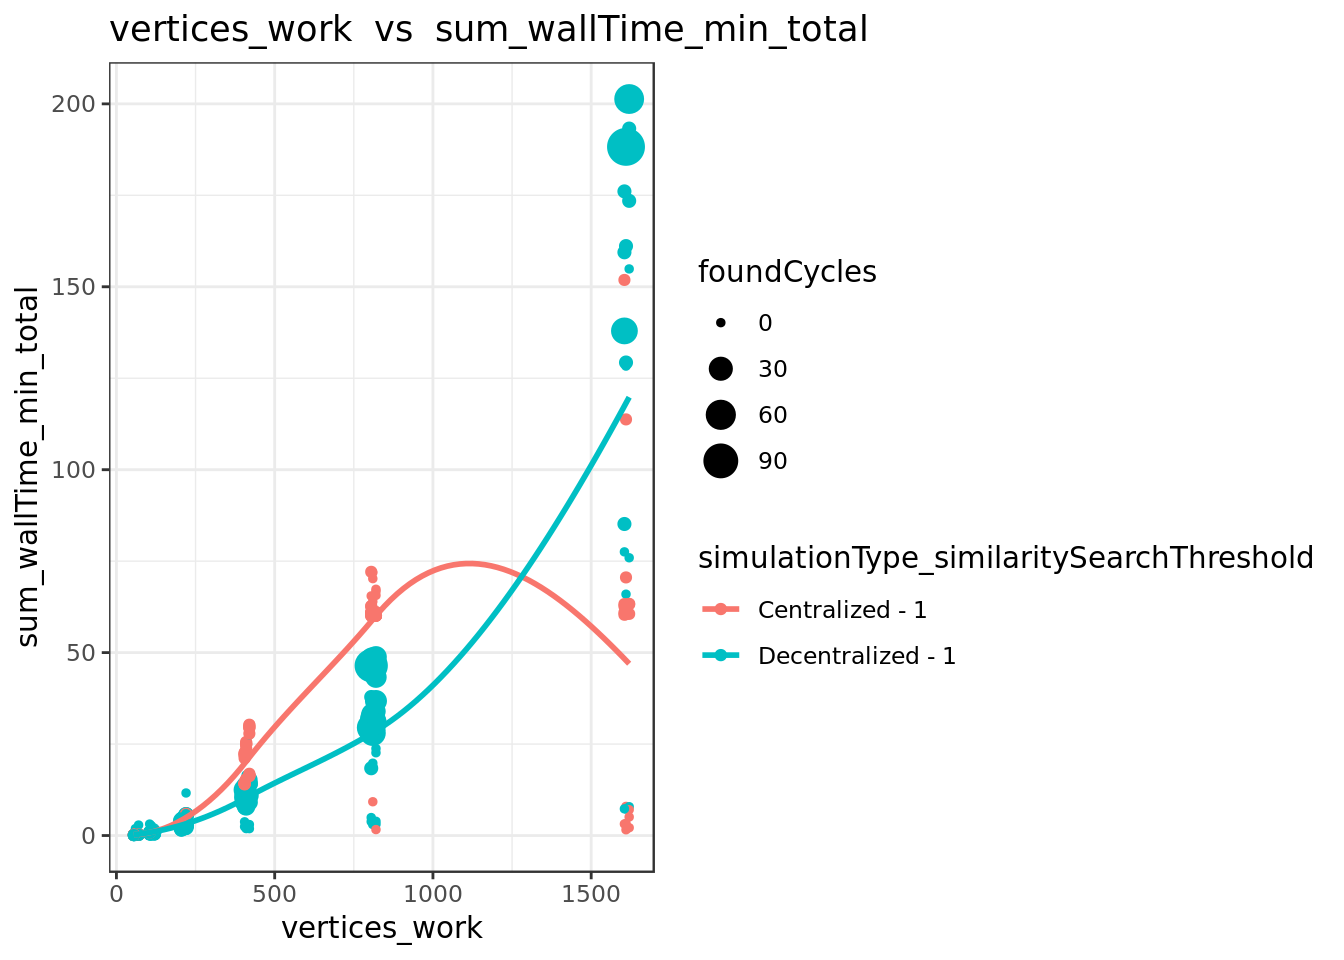 vertices_work vs sum_wallTime_min_total
sum_wallTime_min_total
200
150
100
50
0
0 500 1000 1500
vertices_work
foundCycles
0
30
60
90
simulationType_similaritySearchThreshold
Centralized - 1
Decentralized - 1